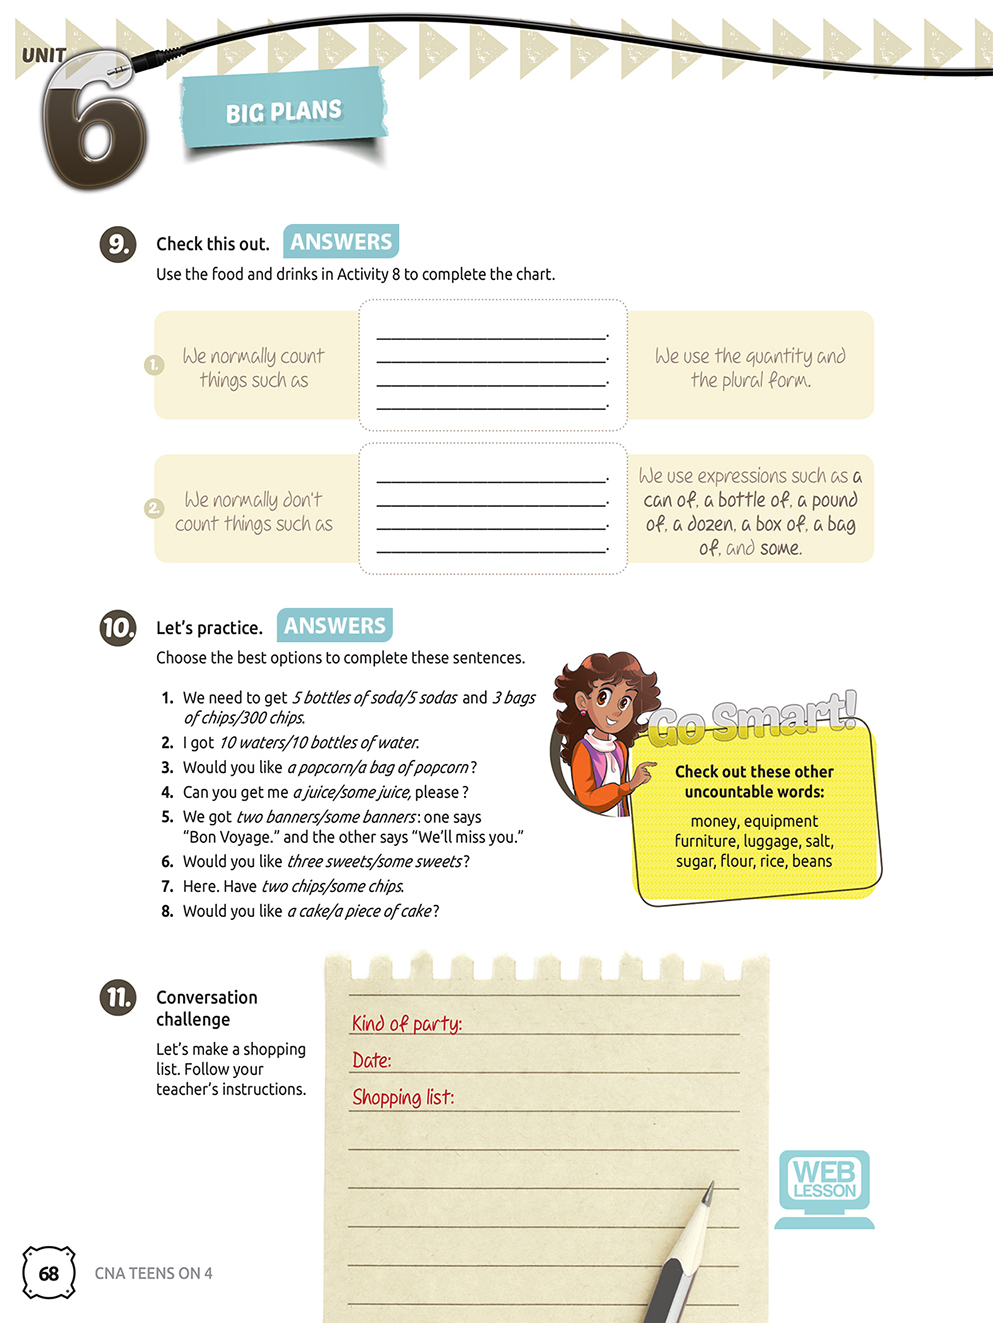 UNIT
6
BIG PLANS
9. Check this out. ANSWERS
Use the food and drinks in Activity 8 to complete the chart.
1. We normally count
things such as
_________________________.
_________________________.
_________________________.
_________________________.
We use the quantity and
the plural form.
2. We normally don't
count things such as
_________________________.
_________________________.
_________________________.
_________________________.
We use expressions such as a
can of, a bottle of, a pound
of, a dozen, a box of, a bag
of, and some.
10. Let's practice. ANSWERS
Choose the best options to complete these sentences.
1. We need to get 5 bottles of soda/5 sodas and 3 bags
of chips/300 chips.
2. I got 10 waters/10 bottles of water.
3. Would you like a popcorn/a bag of popcorn?
4. Can you get me a juice/some juice, please?
5. We got two banners/some banners: one says
“Bon Voyage.” and the other says “We’ll miss you.”
6. Would you like three sweets/some sweets?
7. Here. Have two chips/some chips.
8. Would you like a cake/a piece of cake?
Go Smart!
Check out these other
uncountable words:
money, equipment
furniture, luggage, salt,
sugar, flour, rice, beans
11. Conversation
challenge
Let's make a shopping
list. Follow your
teacher's instructions.
Kind of party:
Date:
Shopping list:
WEB
LESSON
68 CNA TEENS ON 4